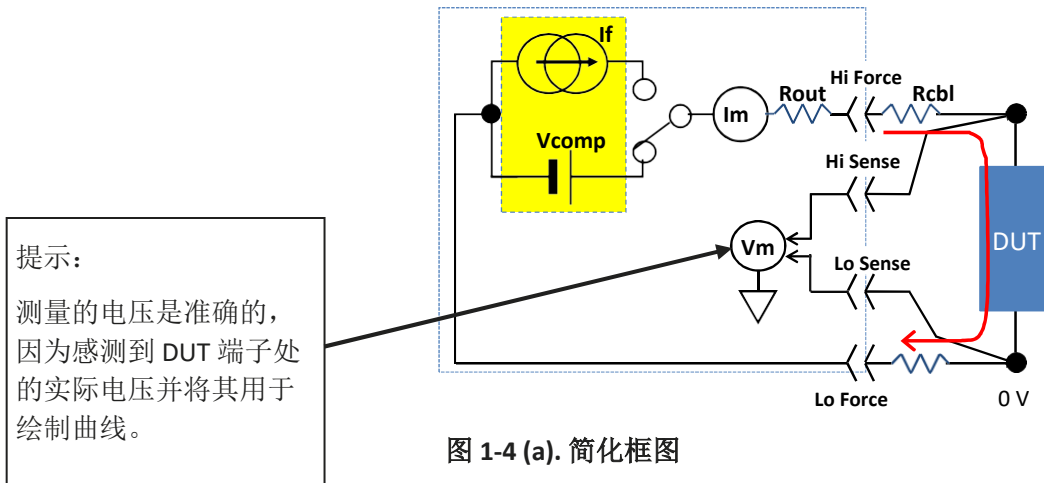 If
Hi Force
Rout
Rcbl
Im
Vcomp
Hi Sense
DUT
Vm
Lo Sense
Lo Force
0 V
提示：
测量的电压是准确的，
因为感测到 DUT 端子处
的实际电压并将其用于
绘制曲线。
图 1-4 (a). 简化框图